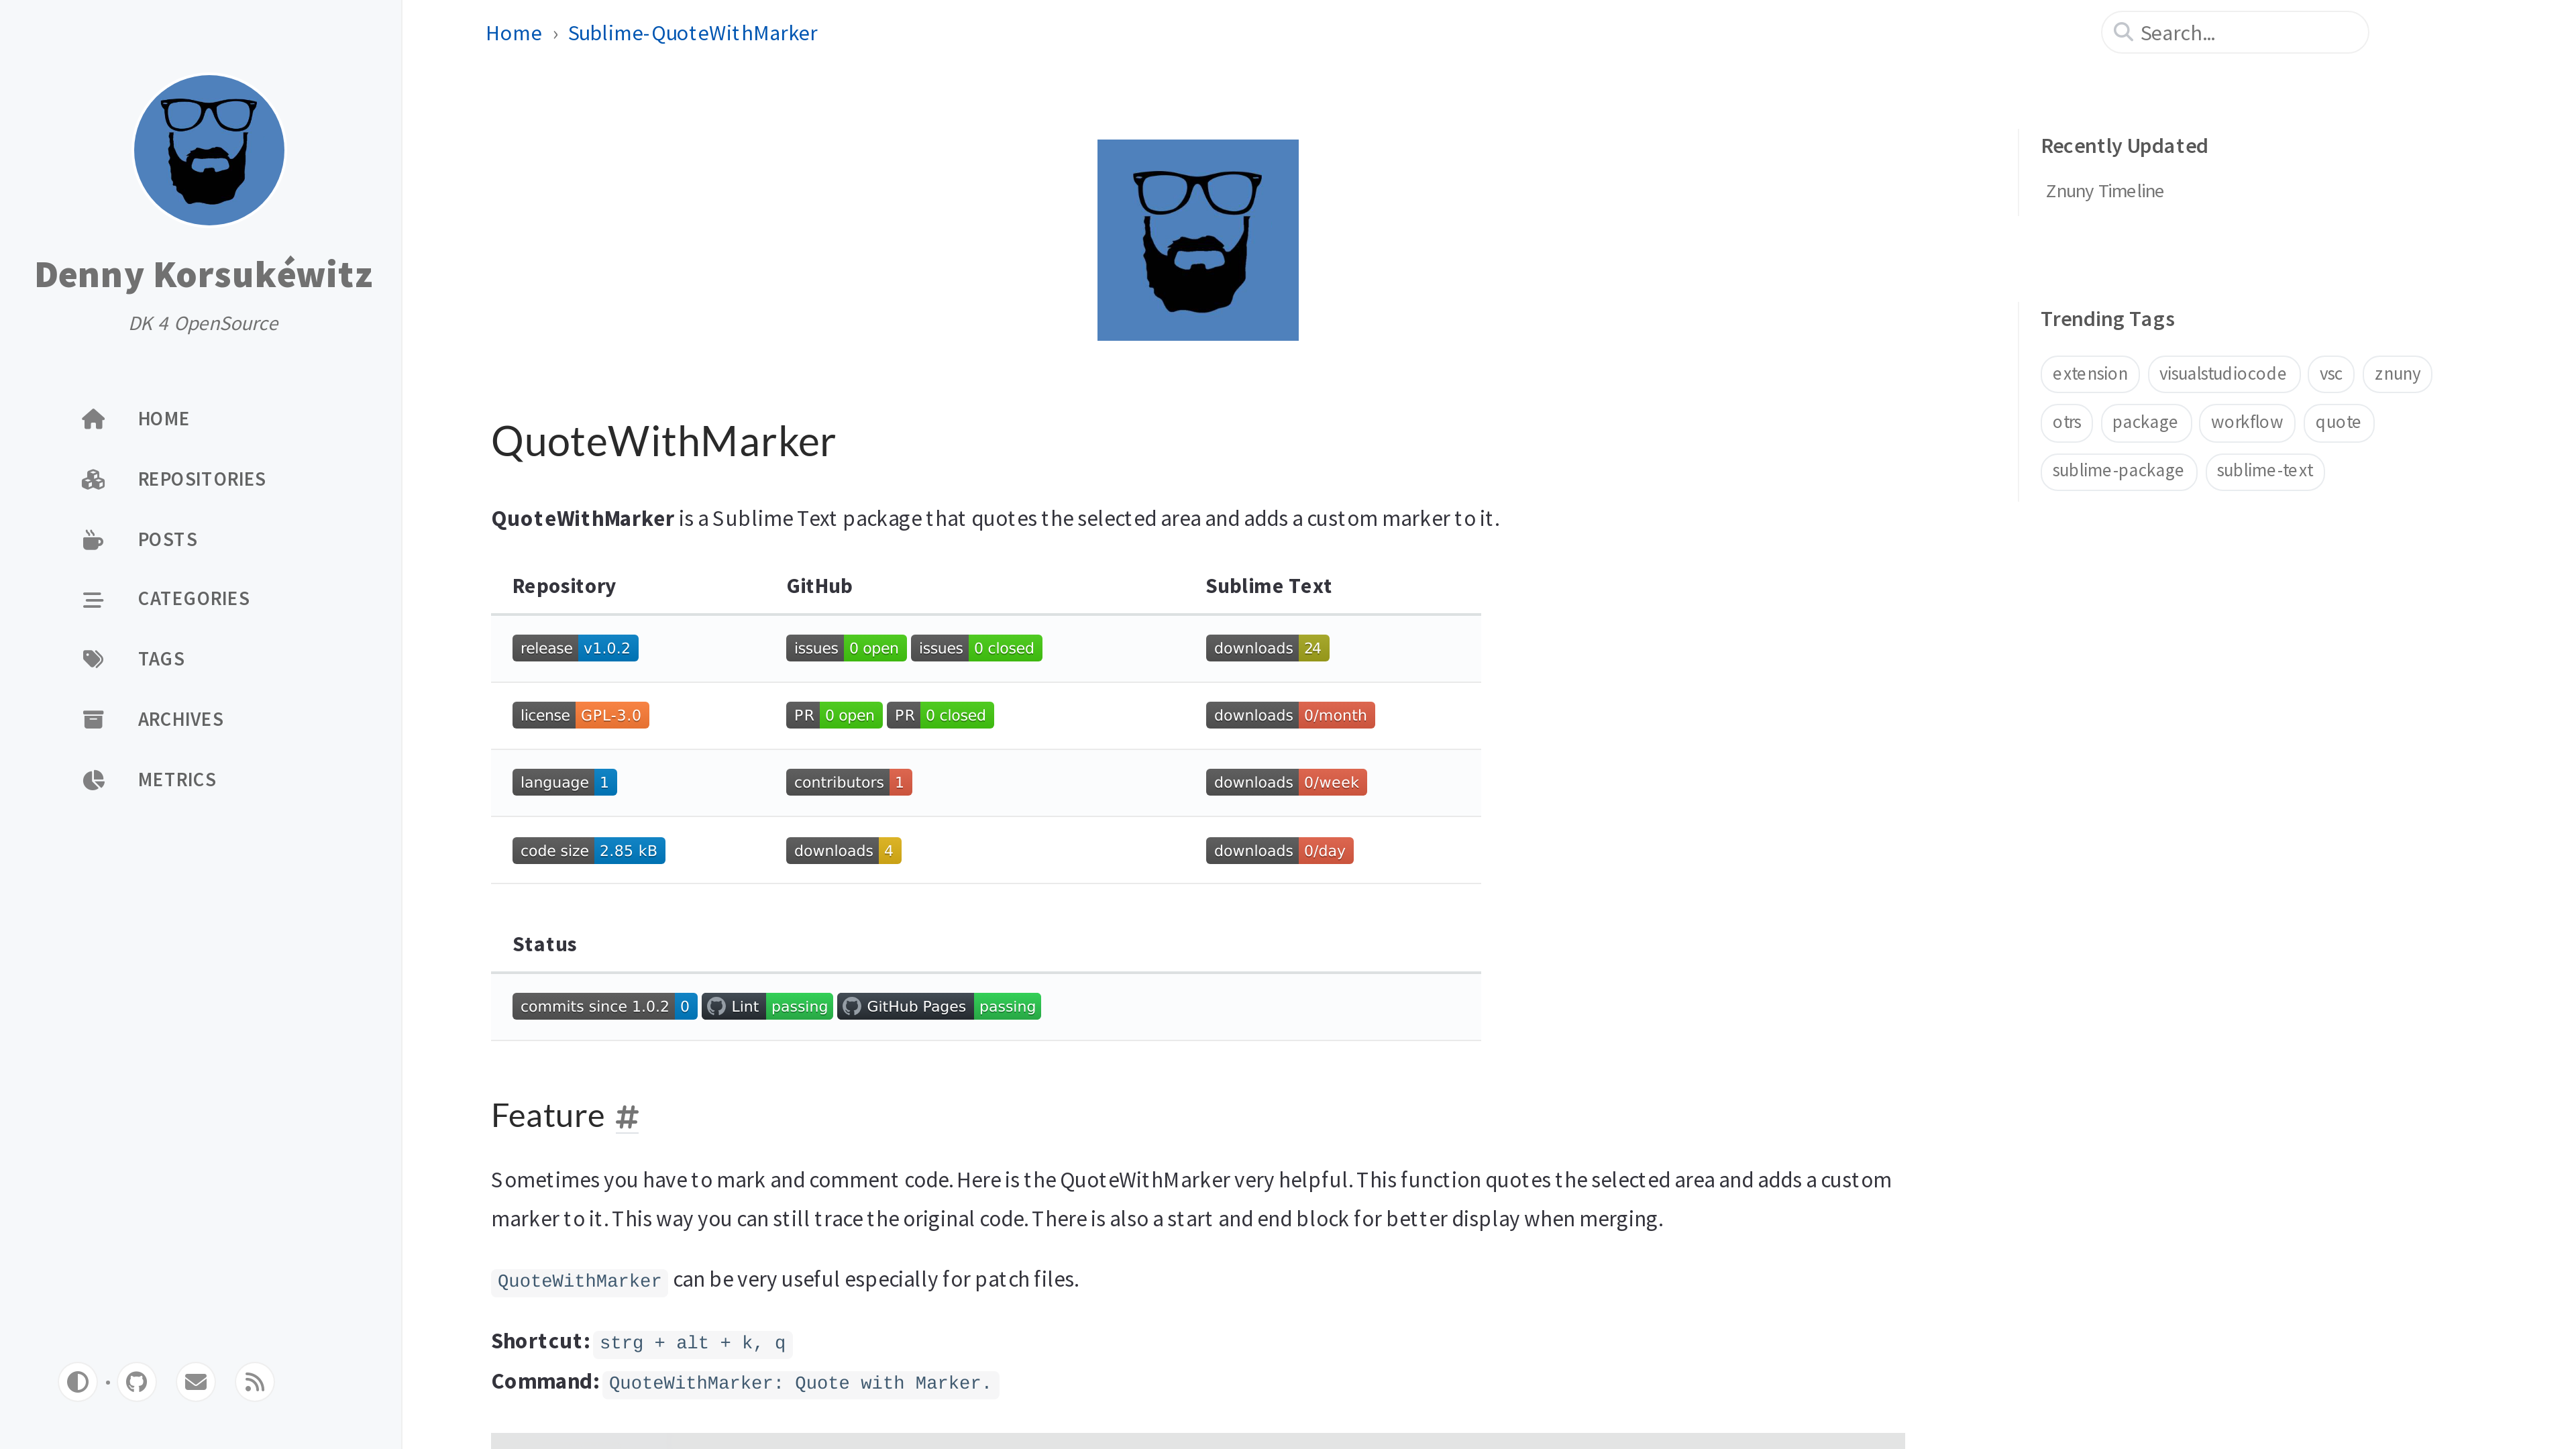 Denny Korsukéwitz
DK 4 OpenSource
HOME
REPOSITORIES
POSTS
CATEGORIES
TAGS
ARCHIVES
METRICS
Home › Sublime-QuoteWithMarker
Search...
QuoteWithMarker
QuoteWithMarker is a Sublime Text package that quotes the selected area and adds a custom marker to it.
Repository GitHub Sublime Text
release v1.0.2 issues 0 open issues 0 closed downloads 24
license GPL-3.0 PR 0 open PR 0 closed downloads 0/month
language 1 contributors 1 downloads 0/week
code size 2.85 kB downloads 4 downloads 0/day
Status
commits since 1.0.2 0 Lint passing GitHub Pages passing
Feature #
Sometimes you have to mark and comment code. Here is the QuoteWithMarker very helpful. This function quotes the selected area and adds a custom
marker to it. This way you can still trace the original code. There is also a start and end block for better display when merging.
QuoteWithMarker can be very useful especially for patch files.
Shortcut: strg + alt + k, q
Command: QuoteWithMarker: Quote with Marker.
Recently Updated
Znuny Timeline
Trending Tags
extension visualstudiocode vsc znuny
otrs package workflow quote
sublime-package sublime-text